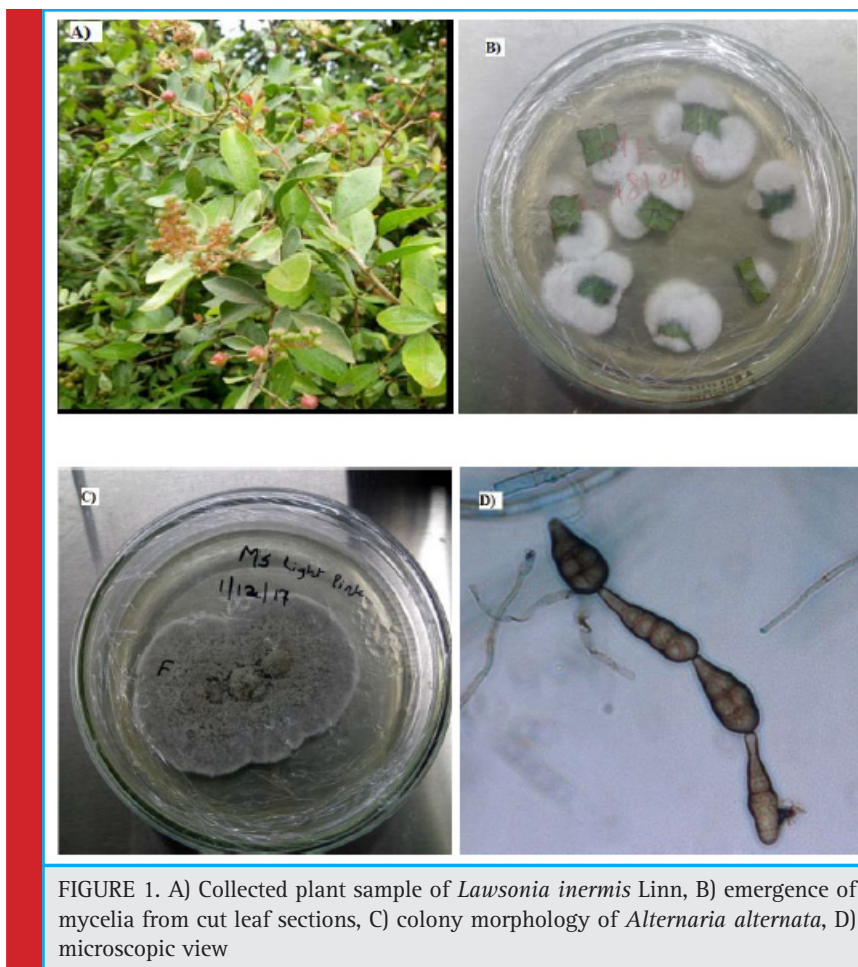 A)
B)
C)
Ms Light Pink
1/12/17
F
D)
FIGURE 1. A) Collected plant sample of Lawsonia inermis Linn, B) emergence of
mycelia from cut leaf sections, C) colony morphology of Alternaria alternata, D)
microscopic view